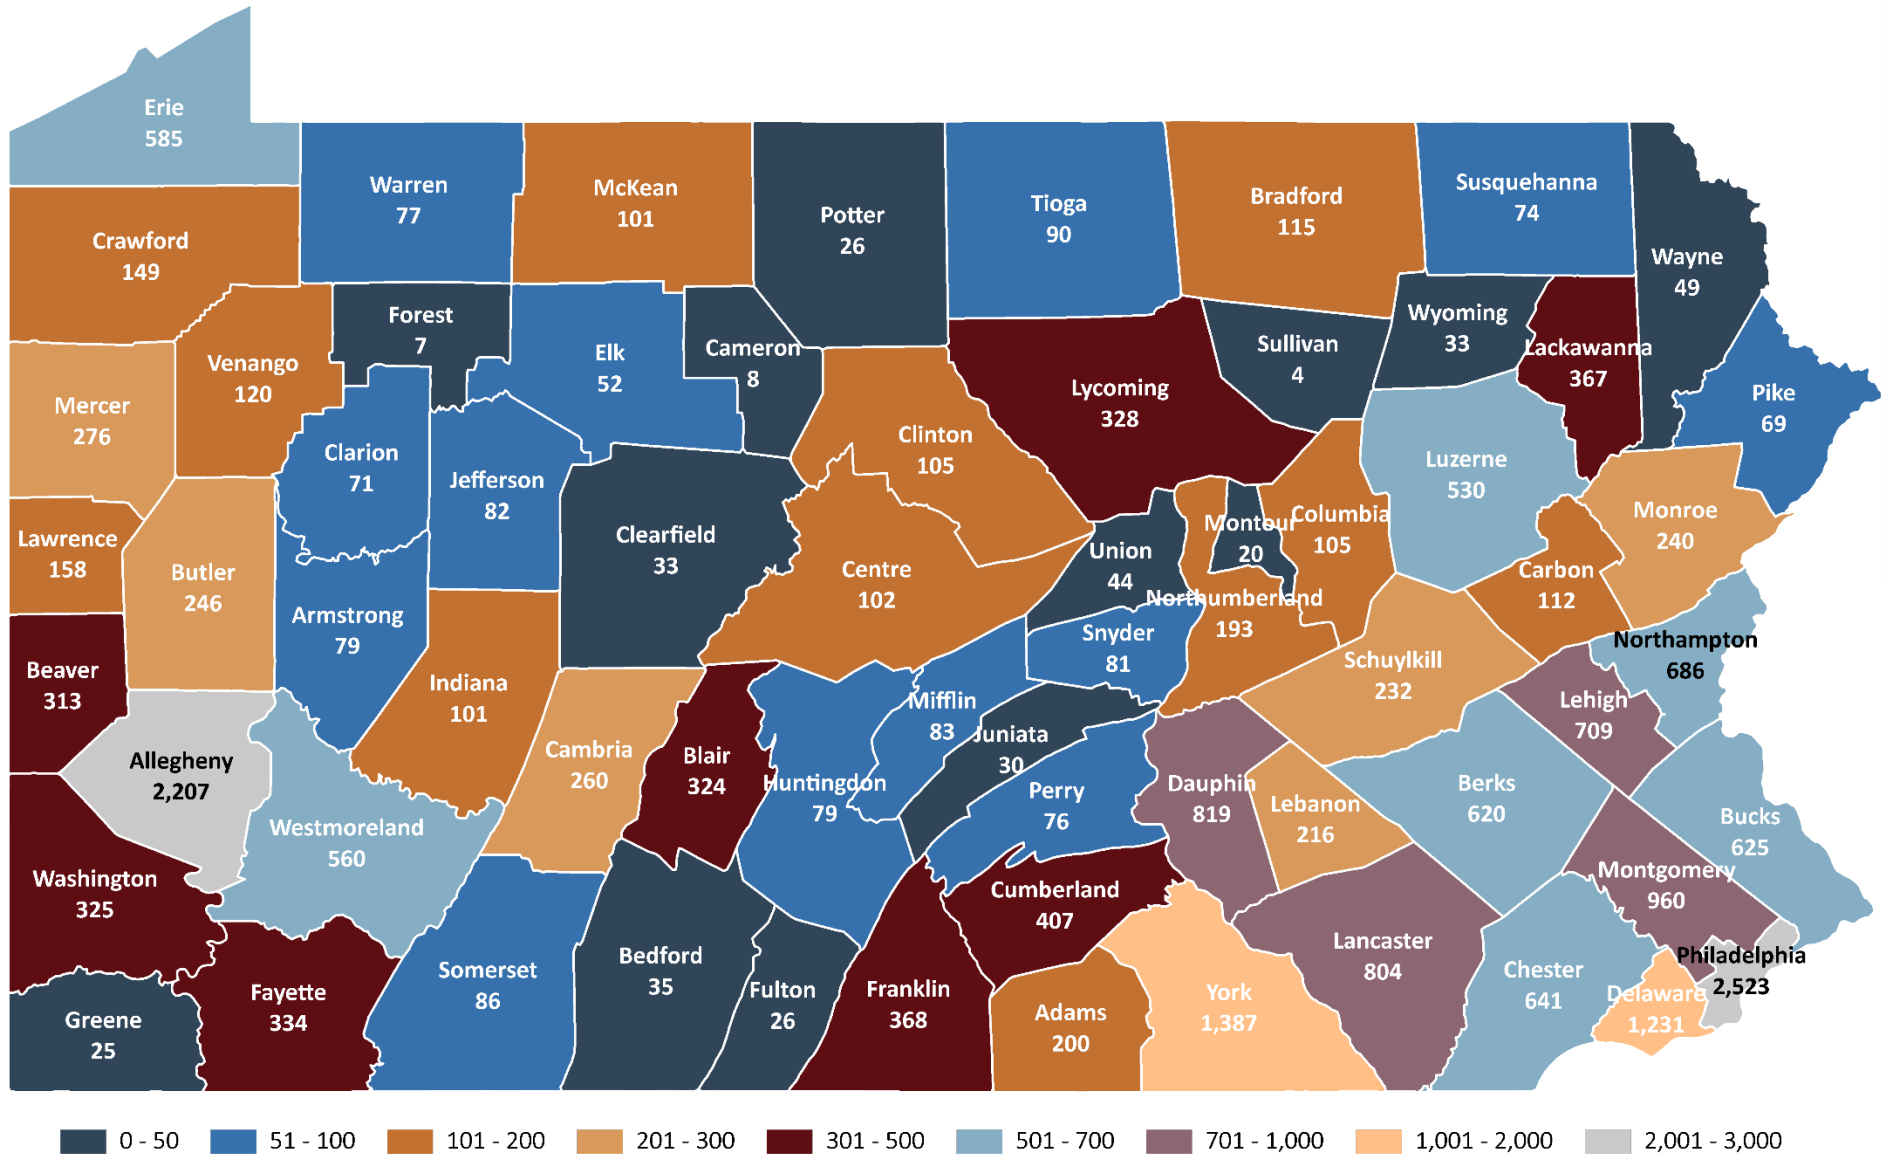 Erie
585
Warren
77
McKean
101
Potter
26
Tioga
90
Bradford
115
Susquehanna
74
Wayne
49
Crawford
149
Forest
7
Venango
120
Elk
52
Cameron
8
Sullivan
4
Wyoming
33
Lackawanna
367
Pike
69
Mercer
276
Lycoming
328
Clinton
105
Clarion
71
Jefferson
82
Luzerne
530
Monroe
240
Lawrence
158
Butler
246
Clearfield
33
Centre
102
Union
44
Montour
20
Columbia
105
Carbon
112
Armstrong
79
Northumberland
193
Snyder
81
Northampton
686
Beaver
313
Indiana
101
Schuylkill
232
Lehigh
709
Mifflin
83
Juniata
30
Allegheny
2,207
Cambria
260
Blair
324
Huntingdon
79
Perry
76
Dauphin
819
Lebanon
216
Berks
620
Bucks
625
Westmoreland
560
Washington
325
Cumberland
407
Montgomery
960
Bedford
35
Somerset
86
Fulton
26
Franklin
368
Adams
200
York
1,387
Lancaster
804
Chester
641
Philadelphia
2,523
Delaware
1,231
Fayette
334
Greene
25
0 - 50 51 - 100 101 - 200 201 - 300 301 - 500 501 - 700 701 - 1,000 1,001 - 2,000 2,001 - 3,000